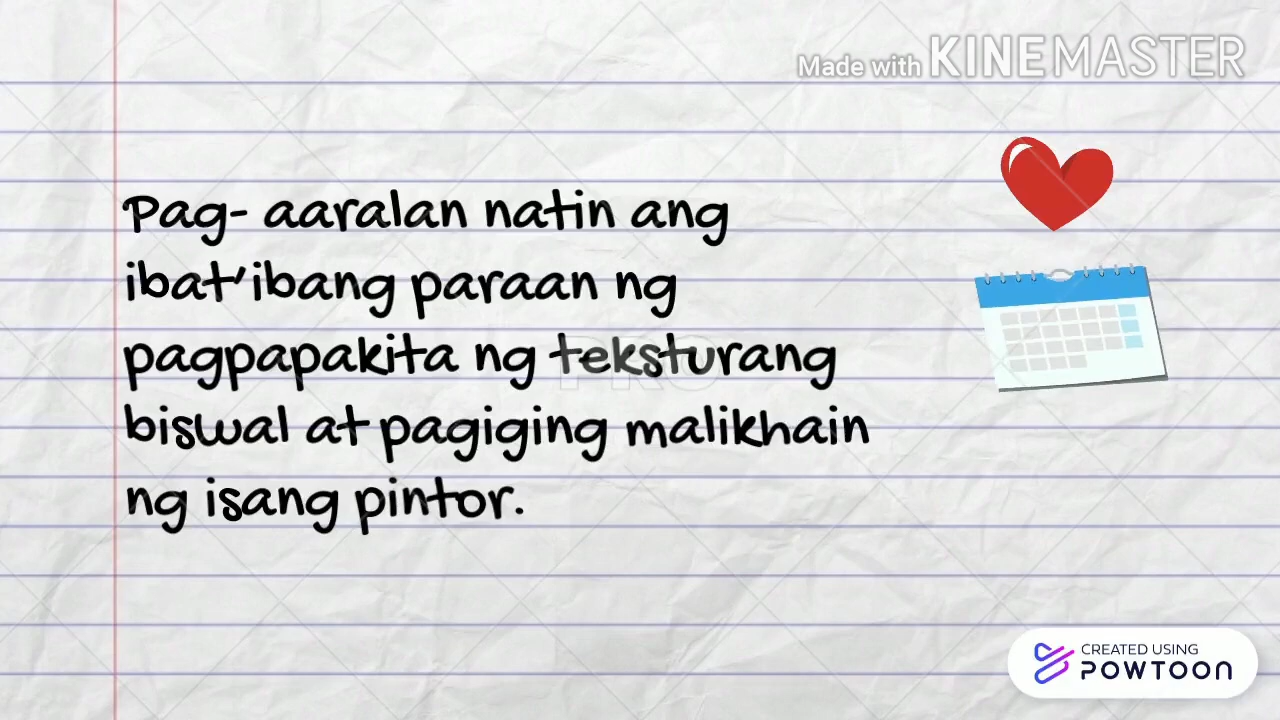 Made with KINEMASTER
Pag- aaralan natin ang
ibat'ibang paraan ng
pagpapakita ng teksturang
biswal at pagiging malikhain
ng isang pintor.
PRO
CREATED USING
POWTOON